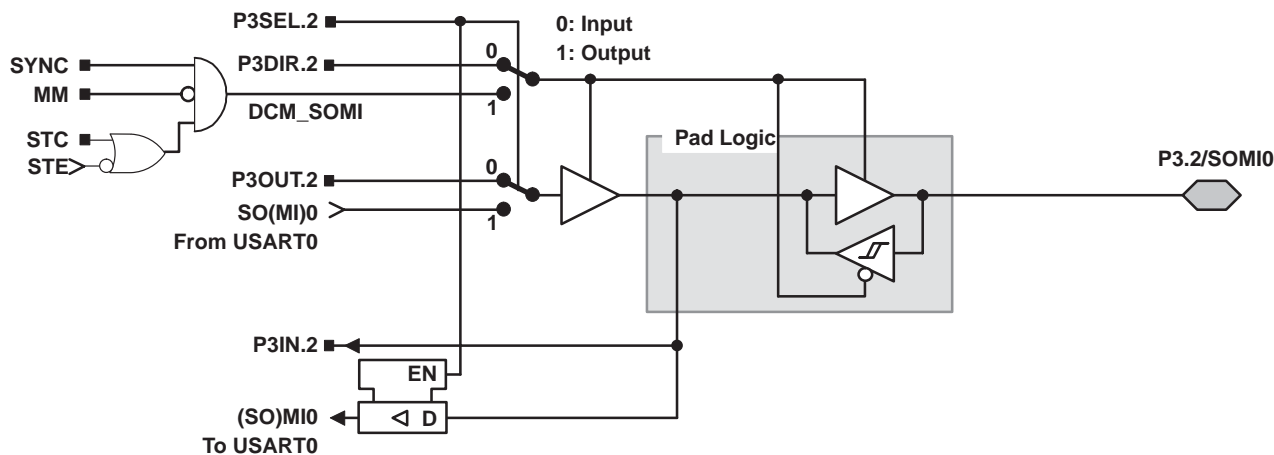 P3SEL.2
0: Input
1: Output
SYNC
P3DIR.2
0
MM
1
DCM_SOMI
STC
STE
Pad Logic
P3.2/SOMI0
P3OUT.2
0
SO(MI)0
1
From USART0
P3IN.2
EN
(SO)MI0
D
To USART0